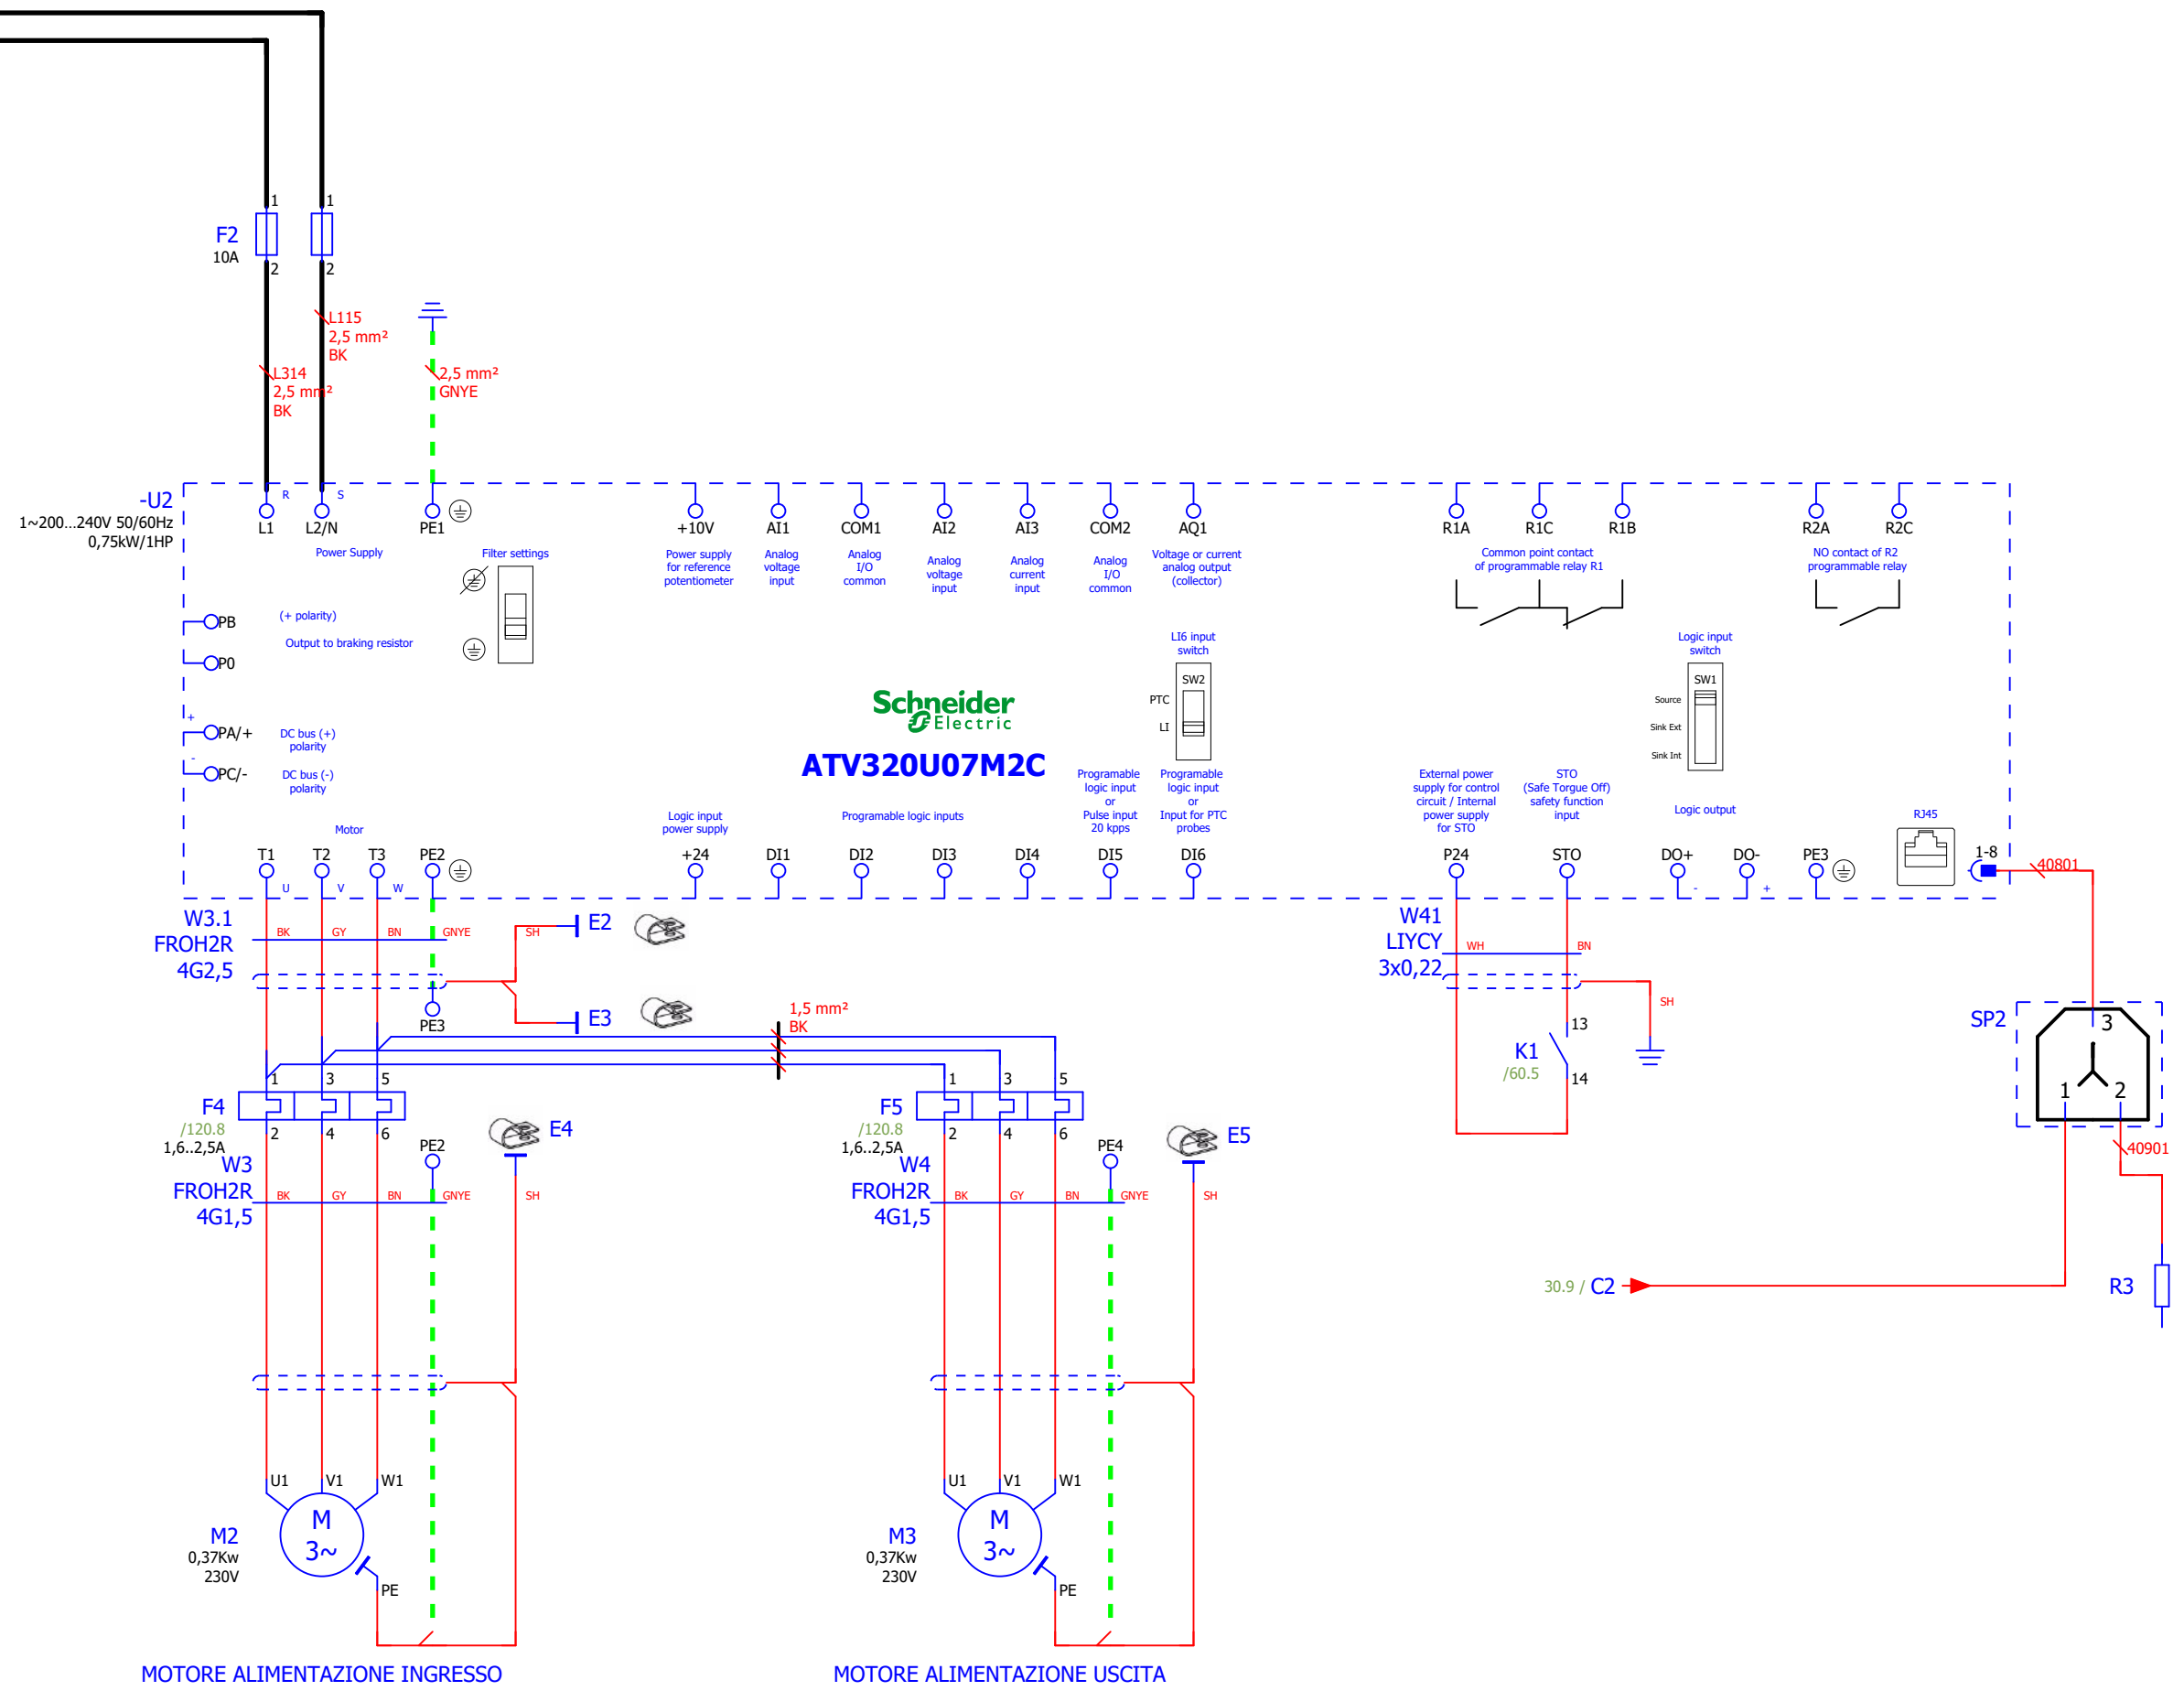 1
1
F2
10A
2
2
L115
2,5 mm²
BK
L314
2,5 mm²
BK
2,5 mm²
GNYE
-U2
1~200...240V 50/60Hz
0,75kW/1HP
R
S
L1
L2/N
PE1
+10V
AI1
COM1
AI2
AI3
COM2
AQ1
R1A
R1C
R1B
R2A
R2C
Power Supply
Filter settings
Power supply
for reference
potentiometer
Analog
voltage
input
Analog
I/O
common
Analog
voltage
input
Analog
current
input
Analog
I/O
common
Voltage or current
analog output
(collector)
Common point contact
of programmable relay R1
NO contact of R2
programmable relay
PB
(+ polarity)
Output to braking resistor
P0
LI6 input
switch
SW2
PTC
LI
Logic input
switch
SW1
Source
Sink Ext
Sink Int
Schneider
Electric
ATV320U07M2C
+
PA/+
DC bus (+)
polarity
-
PC/-
DC bus (-)
polarity
Motor
Logic input
power supply
Programable logic inputs
Programable
logic input
or
Pulse input
20 kpps
Programable
logic input
or
Input for PTC
probes
External power
supply for control
circuit / Internal
power supply
for STO
STO
(Safe Torgue Off)
safety function
input
Logic output
RJ45
T1
T2
T3
PE2
+24
DI1
DI2
DI3
DI4
DI5
DI6
P24
STO
DO+
DO-
PE3
1-8
40801
U
V
W
-
+
W3.1
FROH2R
4G2,5
BK
GY
BN
GNYE
SH
E2
E3
PE3
1,5 mm²
BK
W41
LIYCY
3x0,22
WH
BN
SH
K1
/60.5
13
14
SP2
3
1
2
40901
F4
/120.8
1,6..2,5A
1
3
5
2
4
6
PE2
E4
W3
FROH2R
4G1,5
BK
GY
BN
GNYE
SH
F5
/120.8
1,6..2,5A
1
3
5
2
4
6
PE4
E5
W4
FROH2R
4G1,5
BK
GY
BN
GNYE
SH
30.9 / C2
R3
U1
V1
W1
M
3~
M2
0,37Kw
230V
PE
U1
V1
W1
M
3~
M3
0,37Kw
230V
PE
MOTORE ALIMENTAZIONE INGRESSO
MOTORE ALIMENTAZIONE USCITA